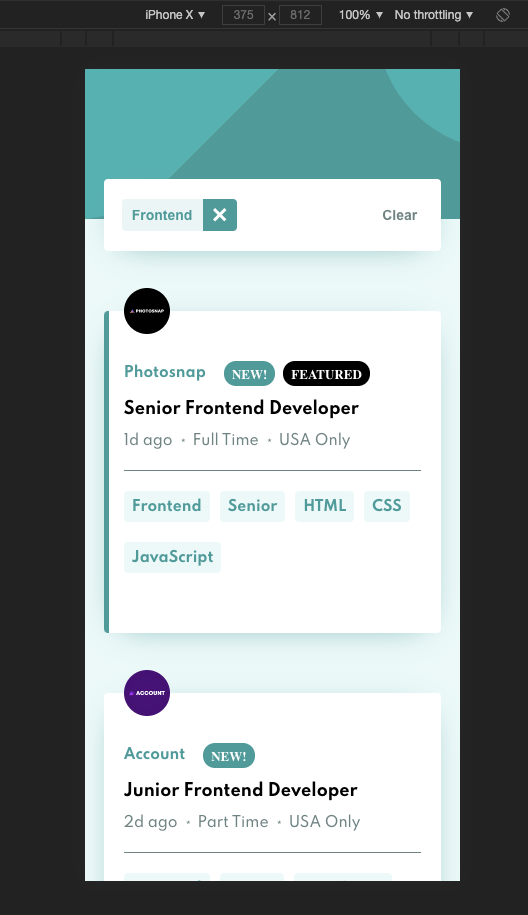 iPhone X ▼ 375 × 812 100% ▼ No throttling ▼
Frontend ✕ Clear
PHOTOSNAP
Photosnap NEW! FEATURED
Senior Frontend Developer
1d ago • Full Time • USA Only
Frontend Senior HTML CSS
JavaScript
ACCOUNT
Account NEW!
Junior Frontend Developer
2d ago • Part Time • USA Only